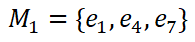 M₁ = {e₁, e₄, e₇}